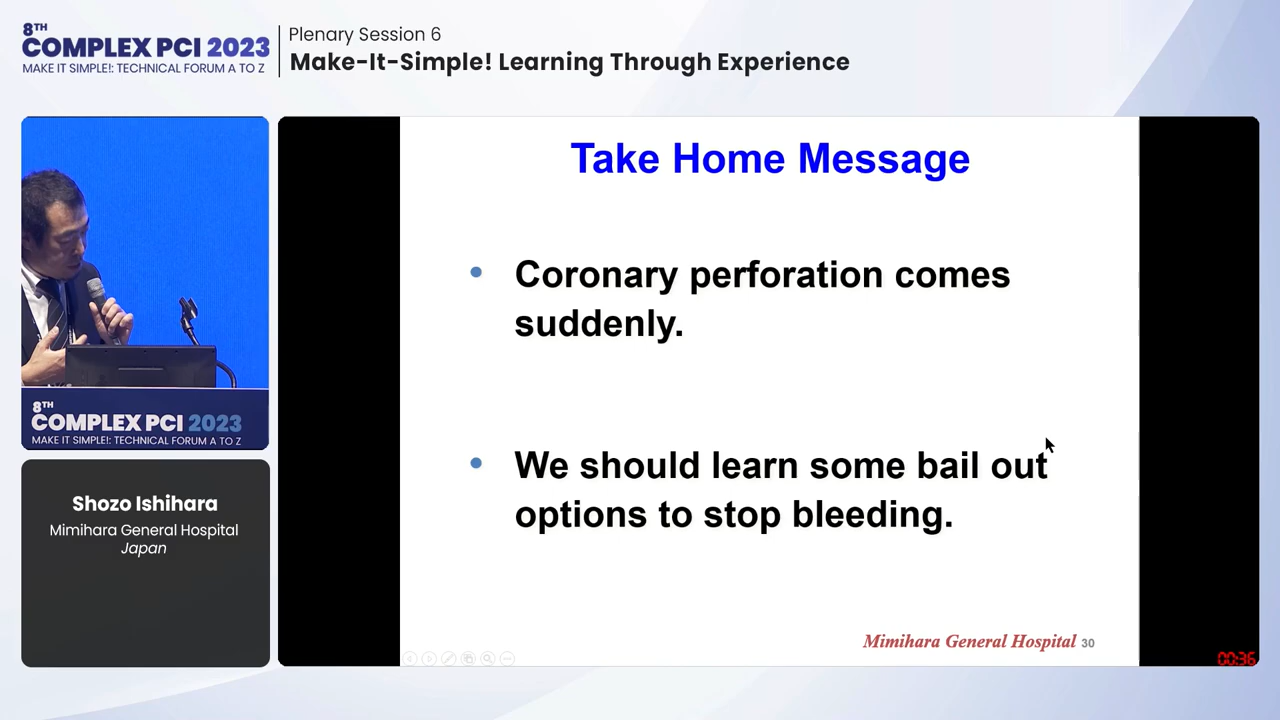 8TH
COMPLEX PCI 2023
MAKE IT SIMPLE!: TECHNICAL FORUM A TO Z
Plenary Session 6
Make-It-Simple! Learning Through Experience
8TH
COMPLEX PCI 2023
MAKE IT SIMPLE!: TECHNICAL FORUM A TO Z
Shozo Ishihara
Mimihara General Hospital
Japan
Take Home Message
• Coronary perforation comes
suddenly.
• We should learn some bail out
options to stop bleeding.
Mimihara General Hospital 30
00:36